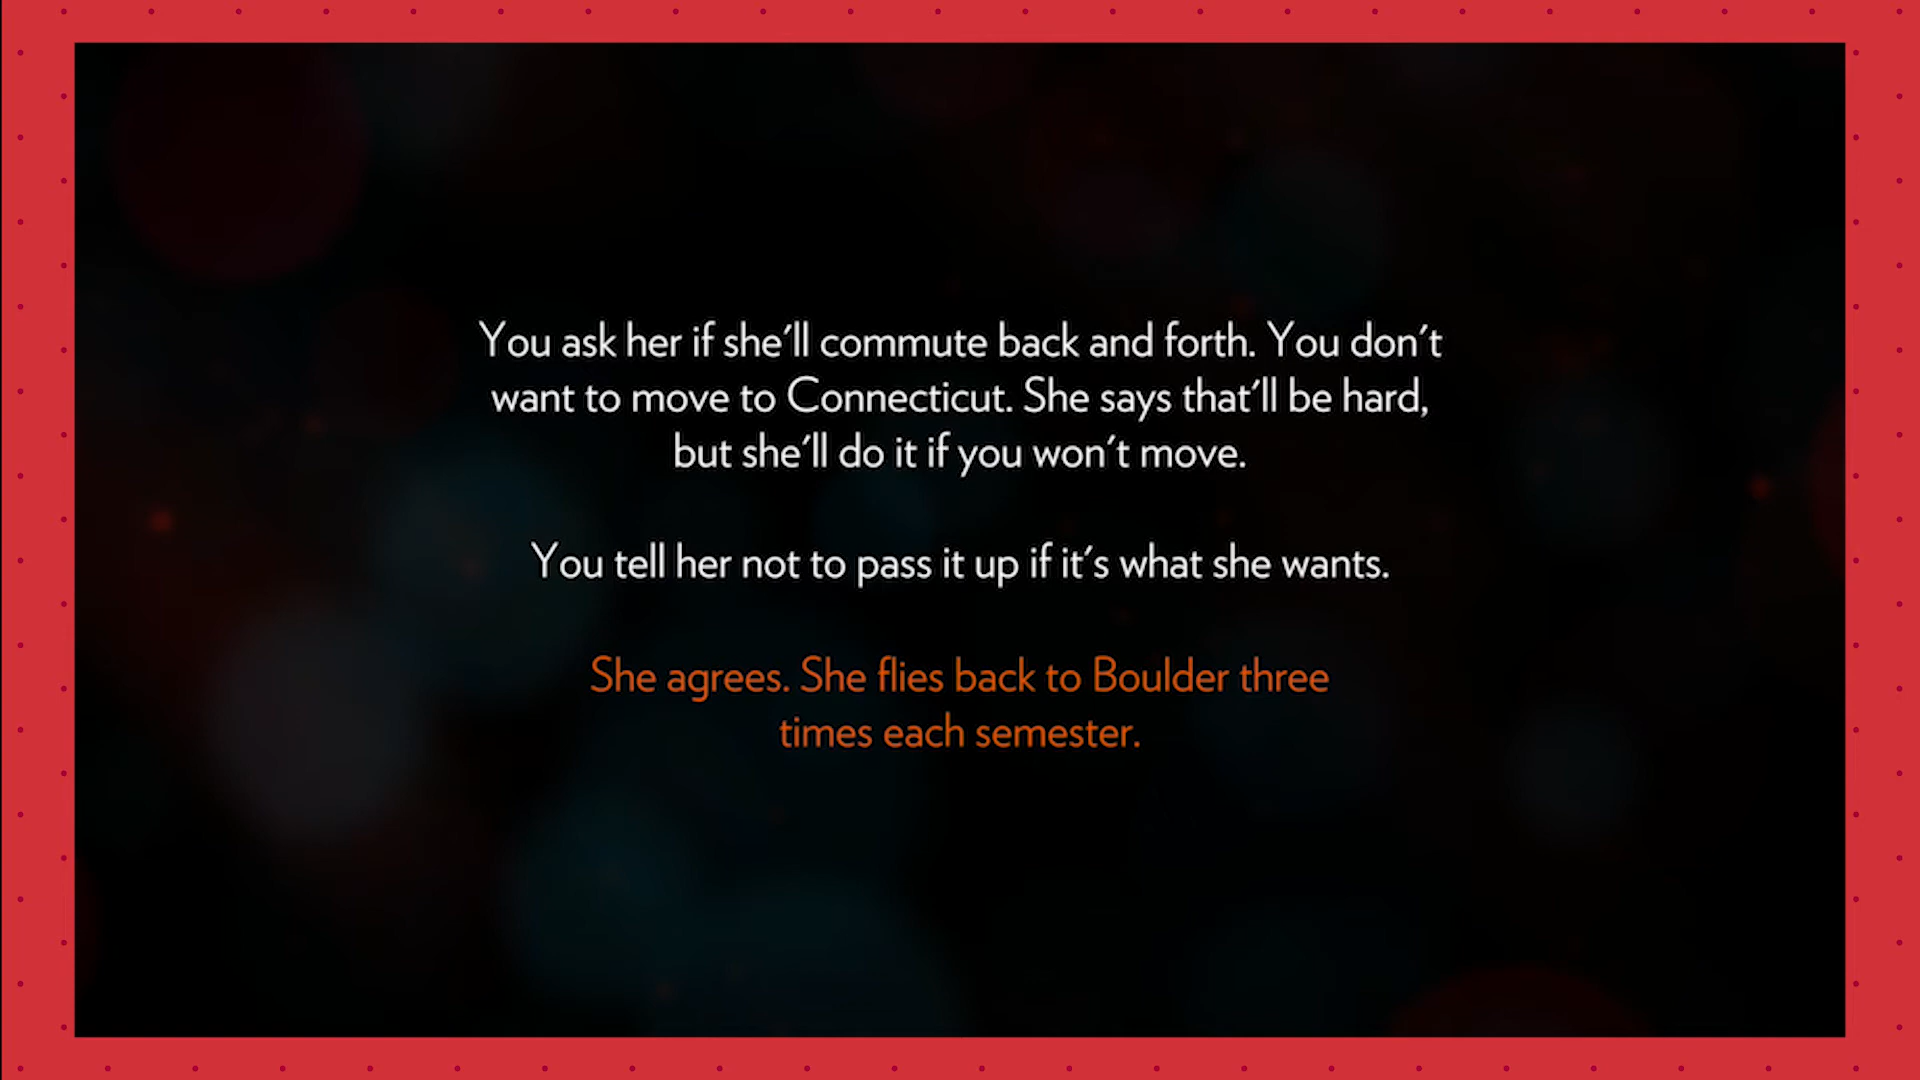 You ask her if she'll commute back and forth. You don't
want to move to Connecticut. She says that'll be hard,
but she'll do it if you won't move.
You tell her not to pass it up if it's what she wants.
She agrees. She flies back to Boulder three
times each semester.